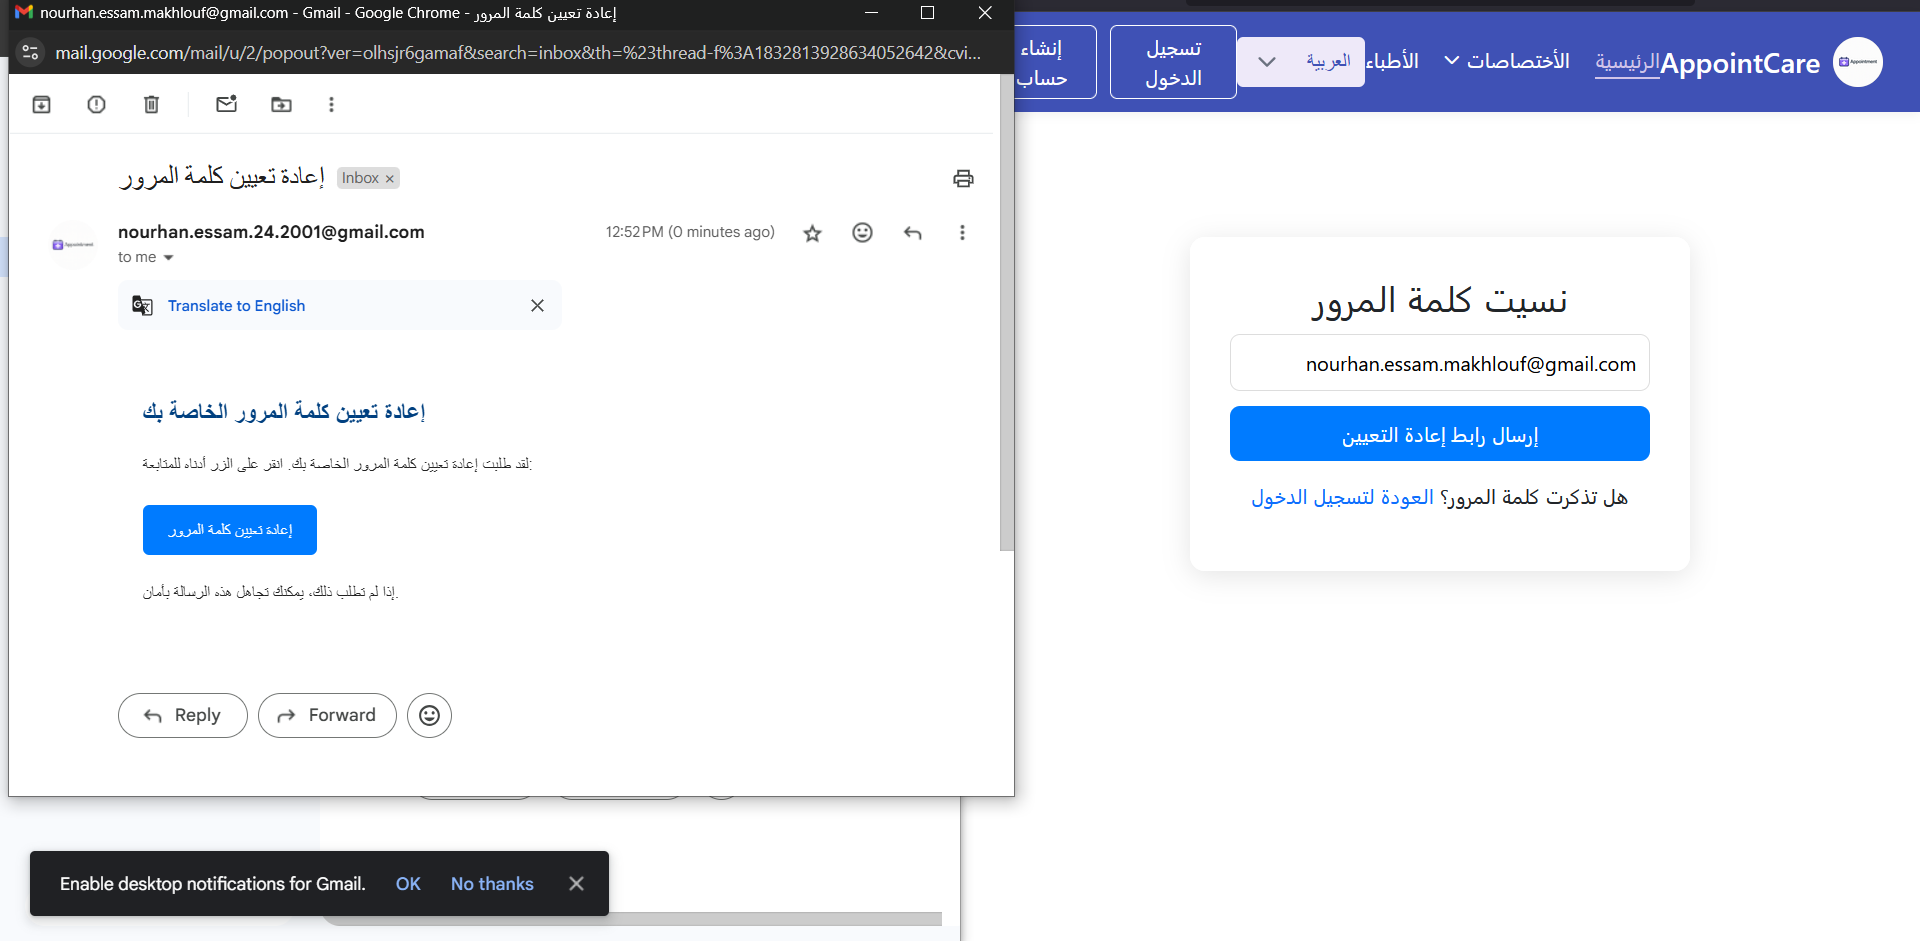 nourhan.essam.makhlouf@gmail.com - Gmail - Google Chrome - إعادة تعيين كلمة المرور
mail.google.com/mail/u/2/popout?ver=olhsjr6gamaf&search=inbox&th=%23thread-f%3A1832813928634052642&cvi...
إعادة تعيين كلمة المرور
Inbox ×
nourhan.essam.24.2001@gmail.com
12:52 PM (0 minutes ago)
to me
Translate to English
إعادة تعيين كلمة المرور الخاصة بك
لقد طلبت إعادة تعيين كلمة المرور الخاصة بك. انقر على الزر أدناه للمتابعة:
إعادة تعيين كلمة المرور
إذا لم تطلب ذلك، يمكنك تجاهل هذه الرسالة بأمان.
Reply
Forward
Enable desktop notifications for Gmail.
OK
No thanks
Appointment
AppointCare
الرئيسية
الأختصاصات
الأطباء
العربية
تسجيل
الدخول
إنشاء
حساب
نسيت كلمة المرور
nourhan.essam.makhlouf@gmail.com
إرسال رابط إعادة التعيين
هل تذكرت كلمة المرور؟ العودة لتسجيل الدخول